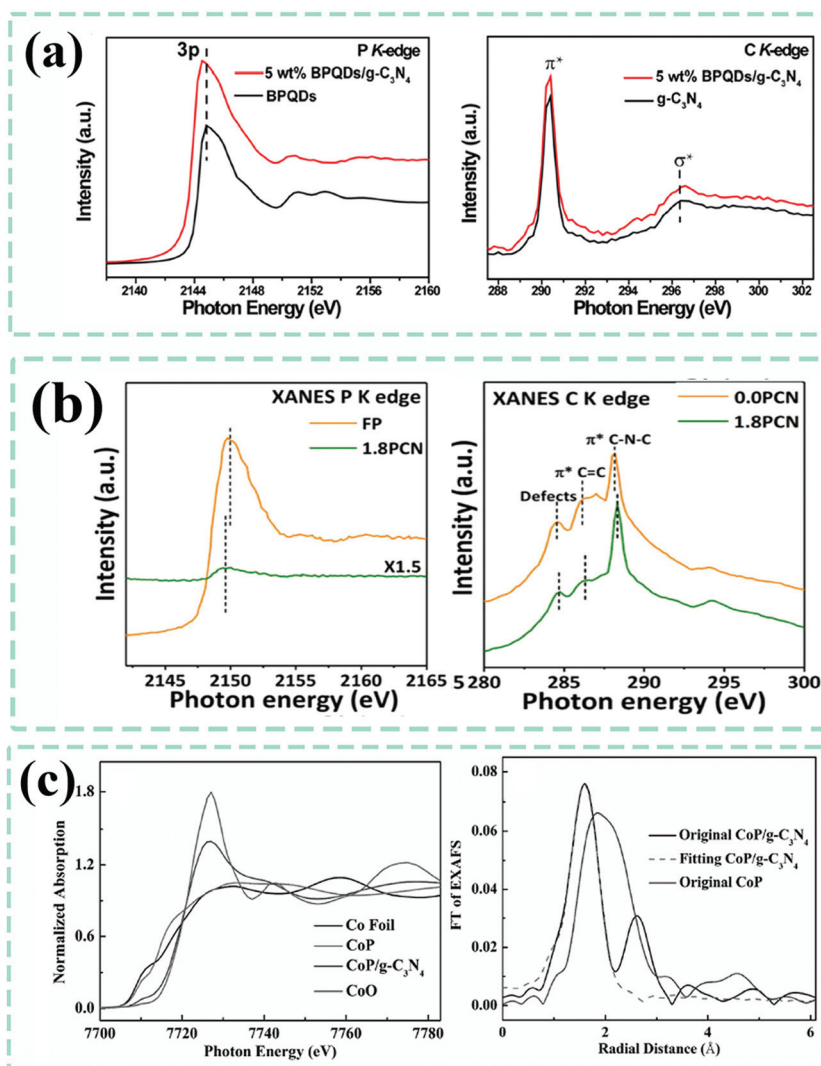 (a)
P K-edge
3p
5 wt% BPQDs/g-C₃N₄
BPQDs
Intensity (a.u.)
2140 2144 2148 2152 2156 2160
Photon Energy (eV)
C K-edge
π*
5 wt% BPQDs/g-C₃N₄
g-C₃N₄
σ*
Intensity (a.u.)
288 290 292 294 296 298 300 302
Photon Energy (eV)
(b)
XANES P K edge
FP
1.8PCN
X1.5
Intensity (a.u.)
2145 2150 2155 2160 2165
Photon energy (eV)
XANES C K edge
0.0PCN
1.8PCN
π* C-N-C
π* C=C
Defects
Intensity (a.u.)
5 280 285 290 295 300
Photon energy (eV)
(c)
Normalized Absorption
1.8
1.2
0.6
0.0
Co Foil
CoP
CoP/g-C₃N₄
CoO
7700 7720 7740 7760 7780
Photon Energy (eV)
FT of EXAFS
0.08
0.06
0.04
0.02
0.00
Original CoP/g-C₃N₄
Fitting CoP/g-C₃N₄
Original CoP
0 2 4 6
Radial Distance (Å)